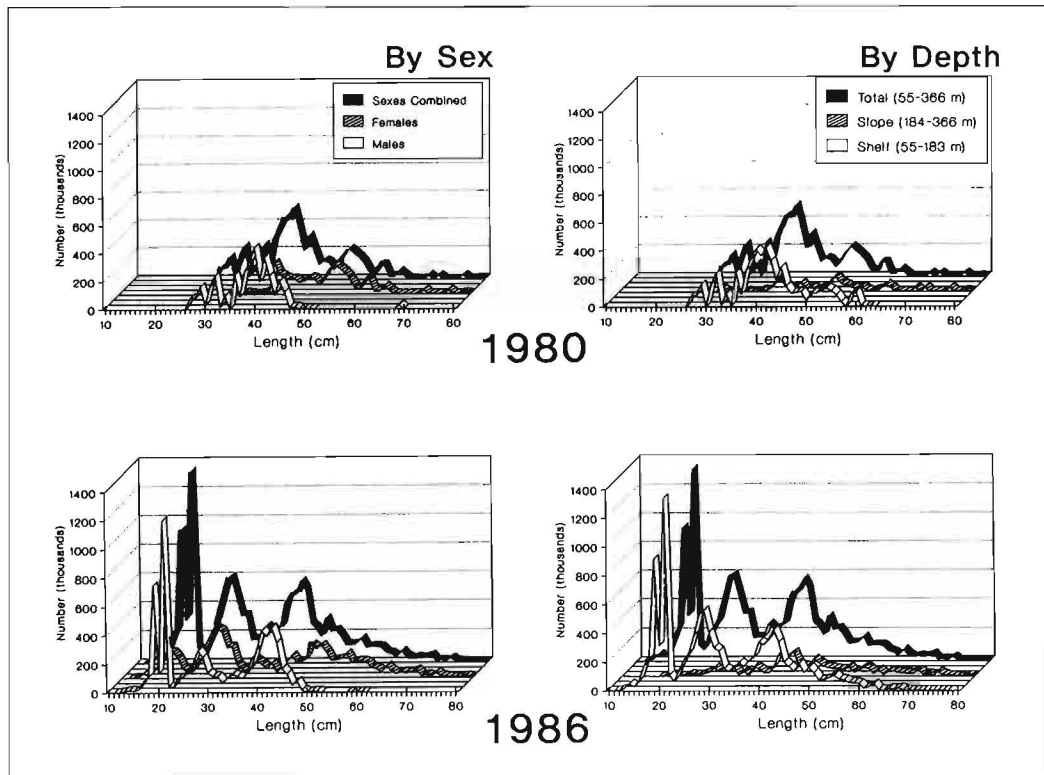 By Sex
Sexes Combined
Females
Males
1400
1200
1000
800
600
400
200
0
Number (thousands)
10 20 30 40 50 60 70 80
Length (cm)
By Depth
Total (55-366 m)
Slope (184-366 m)
Shelf (55-183 m)
1400
1200
1000
800
600
400
200
0
Number (thousands)
10 20 30 40 50 60 70 80
Length (cm)
1980
1400
1200
1000
800
600
400
200
0
Number (thousands)
10 20 30 40 50 60 70 80
Length (cm)
1400
1200
1000
800
600
400
200
0
Number (thousands)
10 20 30 40 50 60 70 80
Length (cm)
1986